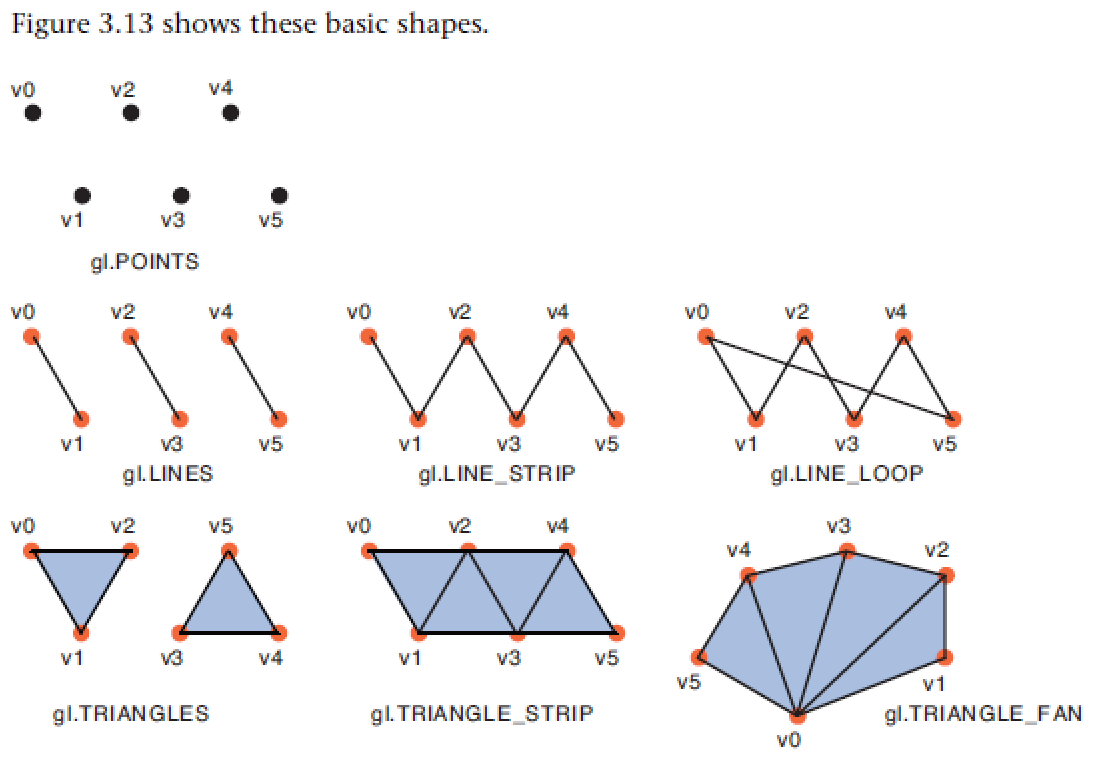 Figure 3.13 shows these basic shapes.
v0 v2 v4
v1 v3 v5
gl.POINTS
v0 v2 v4 v0 v2 v4 v0 v2 v4
v1 v3 v5 v1 v3 v5 v1 v3 v5
gl.LINES gl.LINE_STRIP gl.LINE_LOOP
v0 v2 v5 v0 v2 v4 v3
v4 v2
v1 v3 v4 v1 v3 v5
v5 v1
gl.TRIANGLES gl.TRIANGLE_STRIP gl.TRIANGLE_FAN
v0